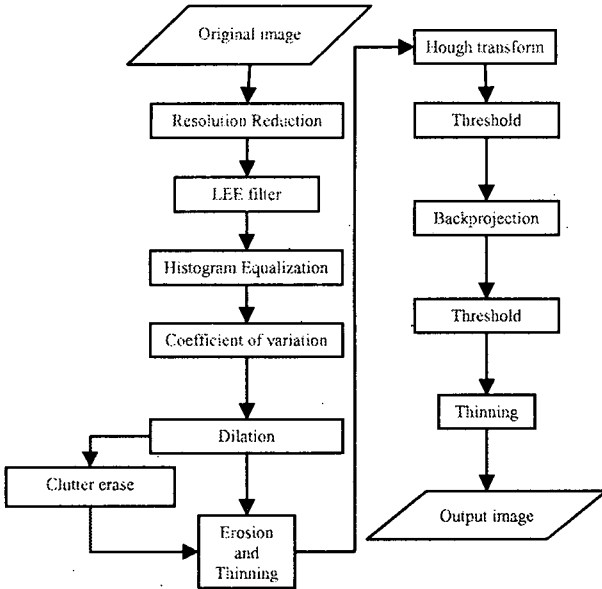 Original image
Resolution Reduction
LEE filter
Histogram Equalization
Coefficient of variation
Dilation
Clutter erase
Erosion
and
Thinning
Hough transform
Threshold
Backprojection
Threshold
Thinning
Output image